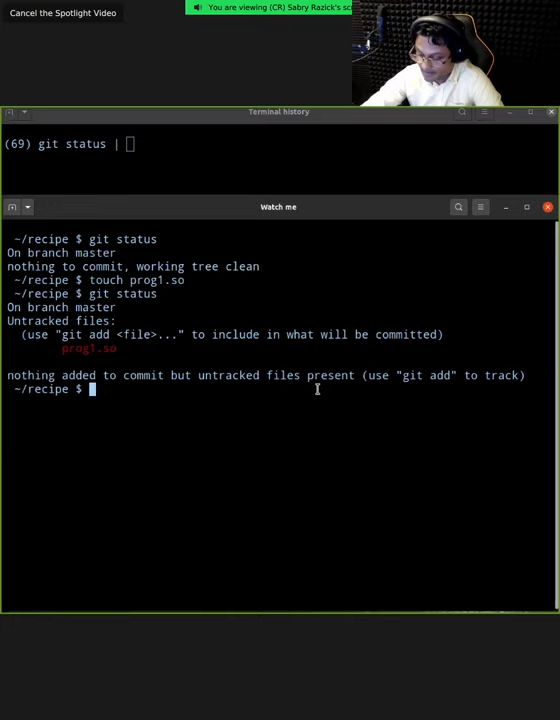 Cancel the Spotlight Video
You are viewing (CR) Sabry Razick's sc
Terminal history
(69) git status |
Watch me
~/recipe $ git status
On branch master
nothing to commit, working tree clean
~/recipe $ touch prog1.so
~/recipe $ git status
On branch master
Untracked files:
(use "git add <file>..." to include in what will be committed)
prog1.so
nothing added to commit but untracked files present (use "git add" to track)
~/recipe $